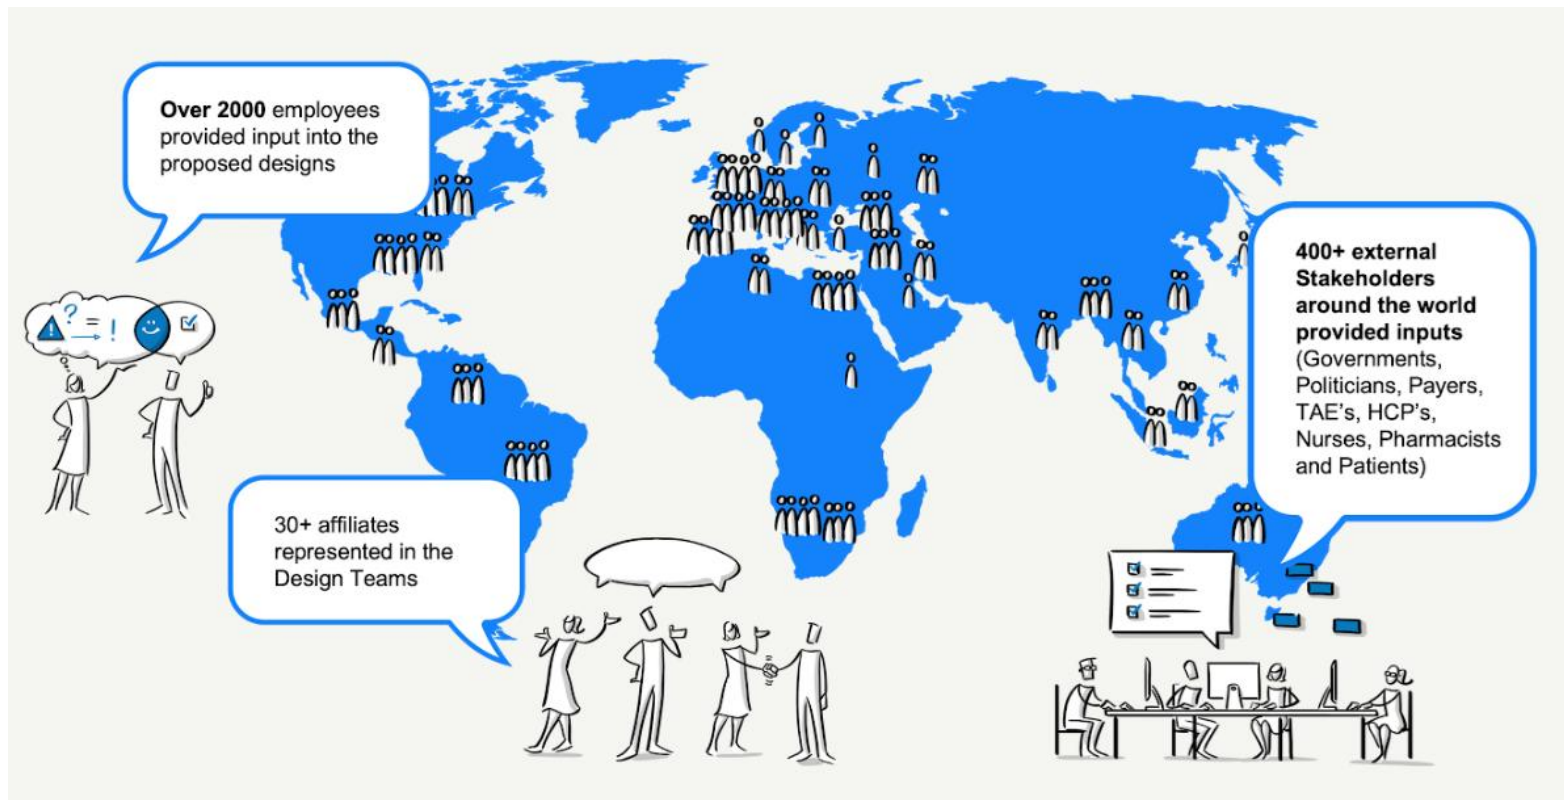 Over 2000 employees
provided input into the
proposed designs
? = !
400+ external
Stakeholders
around the world
provided inputs
(Governments,
Politicians, Payers,
TAE's, HCP's,
Nurses, Pharmacists
and Patients)
30+ affiliates
represented in the
Design Teams